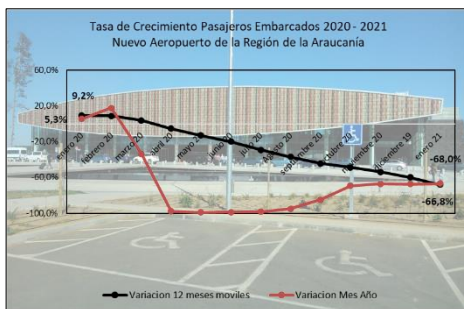 Tasa de Crecimiento Pasajeros Embarcados 2020 - 2021
Nuevo Aeropuerto de la Región de la Araucanía
60,0%
20,0%
-20,0%
-60,0%
-100,0%
9,2%
5,3%
-68,0%
-66,8%
enero 20
febrero 20
marzo 20
abril 20
mayo 20
junio 20
julio 20
Agosto 20
septiembre 20
octubre 20
noviembre 20
diciembre 19
enero 21
Variacion 12 meses moviles
Variacion Mes Año